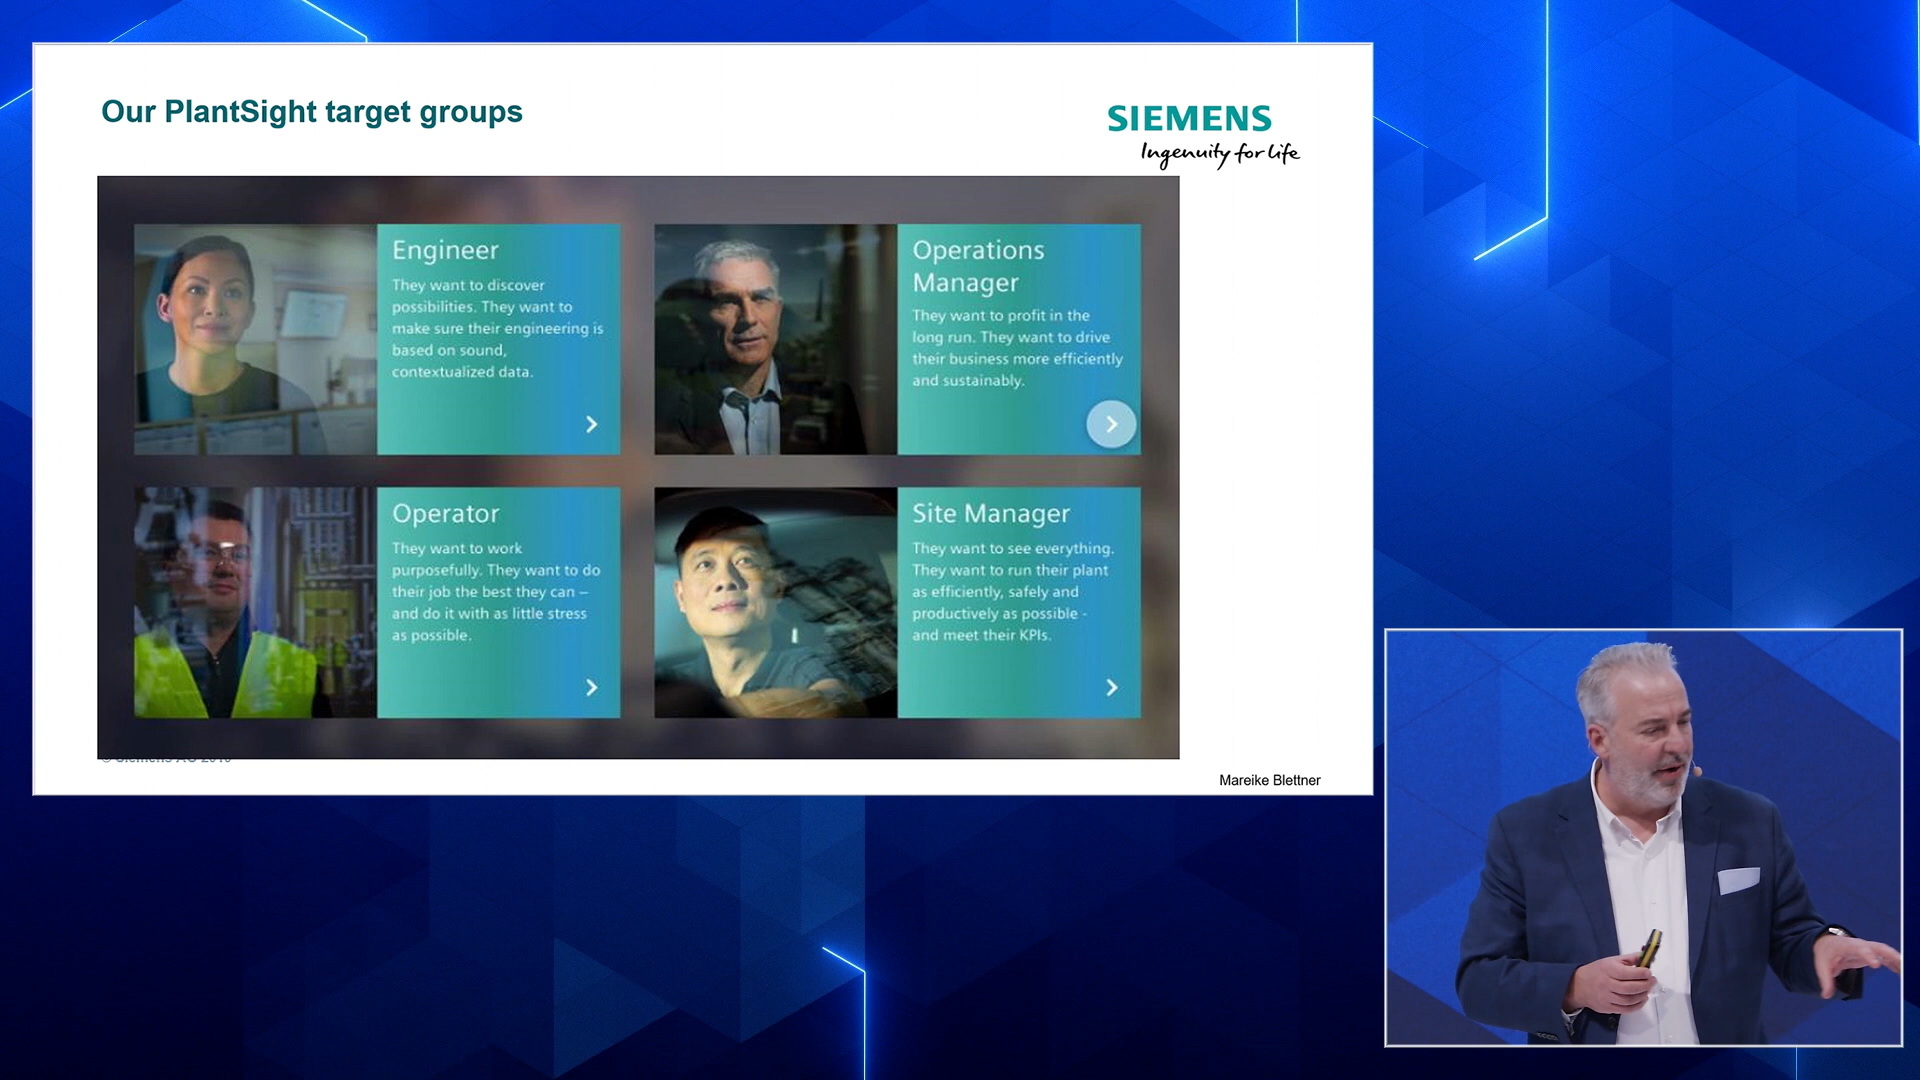 Our PlantSight target groups
SIEMENS
Ingenuity for life
Engineer
They want to discover
possibilities. They want to
make sure their engineering is
based on sound,
contextualized data.
Operations
Manager
They want to profit in the
long run. They want to drive
their business more efficiently
and sustainably.
Operator
They want to work
purposefully. They want to do
their job the best they can –
and do it with as little stress
as possible.
Site Manager
They want to see everything.
They want to run their plant
as efficiently, safely and
productively as possible -
and meet their KPIs.
Mareike Blettner